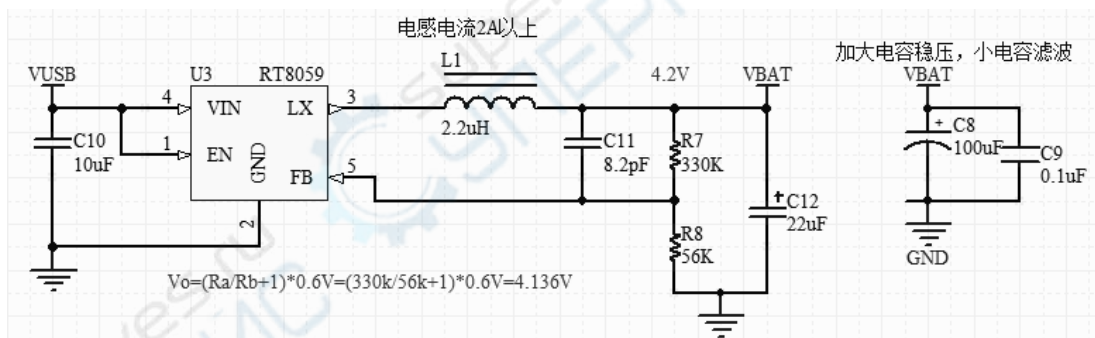 电感电流2A以上
加大电容稳压，小电容滤波
VUSB
U3
RT8059
L1
4.2V
VBAT
VBAT
4
VIN
LX
3
2.2uH
C10
10uF
1
EN
GND
FB
5
2
C11
8.2pF
R7
330K
C12
22uF
R8
56K
C8
100uF
C9
0.1uF
GND
Vo=(Ra/Rb+1)*0.6V=(330k/56k+1)*0.6V=4.136V